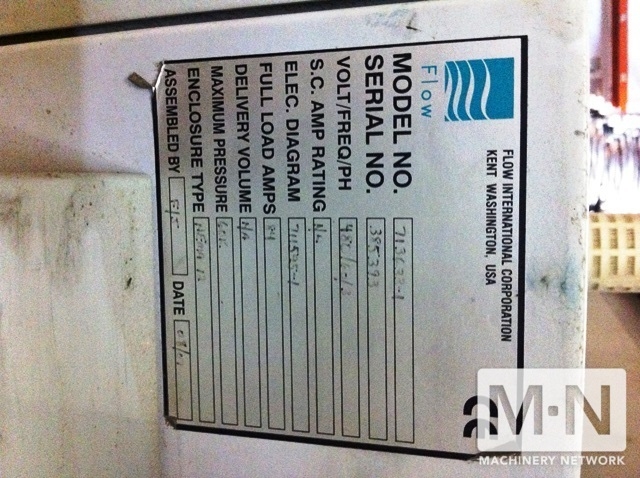 Flow
FLOW INTERNATIONAL CORPORATION
KENT WASHINGTON, USA
MODEL NO.
SERIAL NO. 395393
VOLT/FREQ/PH
S.C. AMP RATING N/A
ELEC. DIAGRAM
FULL LOAD AMPS
DELIVERY VOLUME N/A
MAXIMUM PRESSURE
ENCLOSURE TYPE
ASSEMBLED BY DATE
M·N
MACHINERY NETWORK